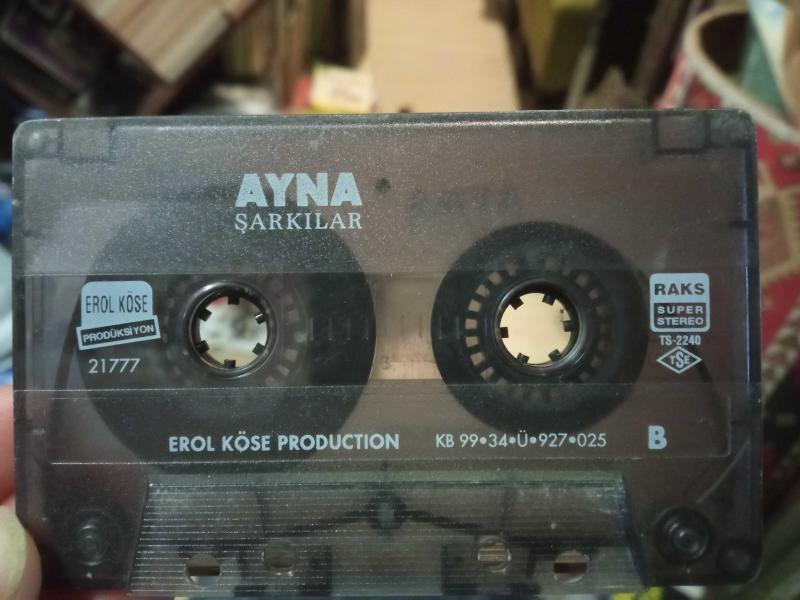 AYNA
ŞARKILAR
EROL KÖSE
PRODÜKSİYON
21777
RAKS
SUPER
STEREO
TS-2240
TSE
EROL KÖSE PRODUCTION
KB 99•34•Ü•927•025
B